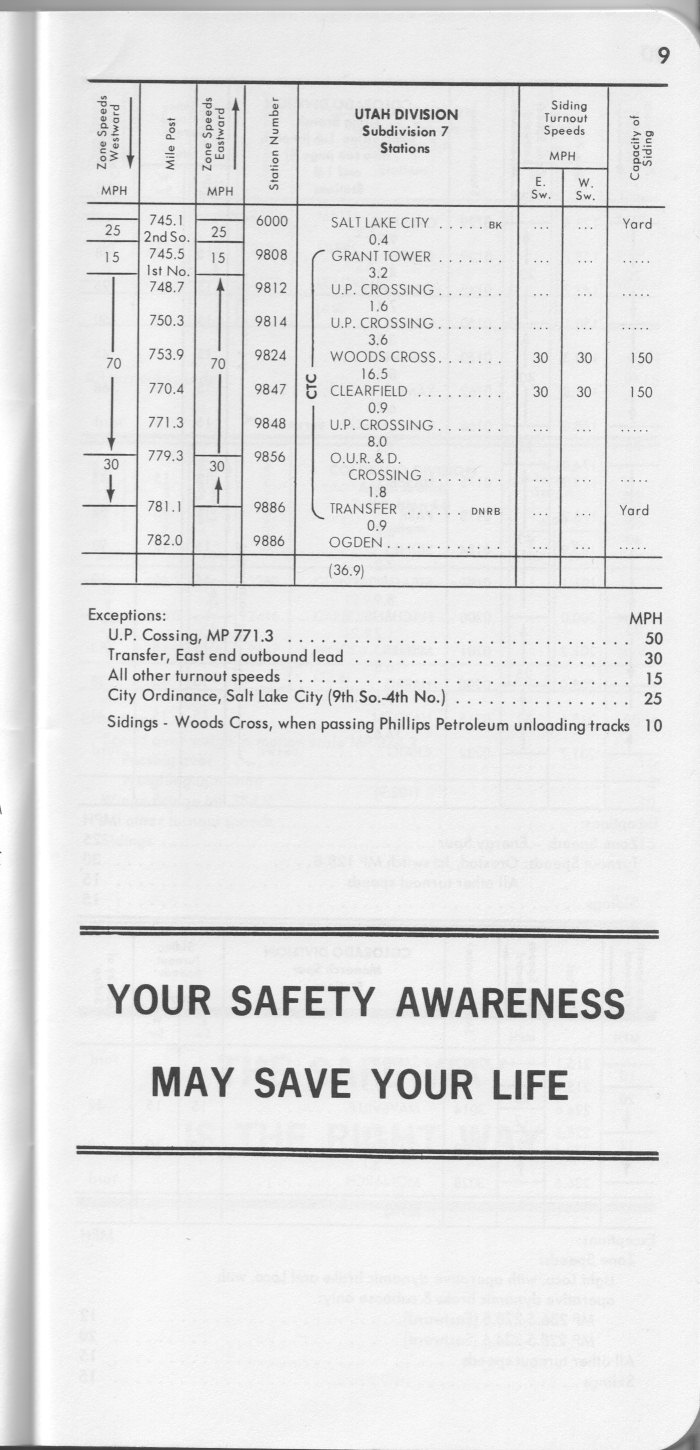 9
Zone Speeds Westward MPH
Mile Post
Zone Speeds Eastward MPH
Station Number
UTAH DIVISION
Subdivision 7
Stations
Siding Turnout Speeds
MPH
E. Sw.
W. Sw.
Capacity of Siding
745.1 6000 SALT LAKE CITY ..... BK ... ... Yard
25 2nd So. 25 0.4
15 745.5 15 9808 GRANT TOWER ....... ... ... .....
1st No. 3.2
748.7 9812 U.P. CROSSING ....... ... ... .....
1.6
750.3 9814 U.P. CROSSING ....... ... ... .....
3.6
70 753.9 70 9824 WOODS CROSS....... 30 30 150
16.5
CTC
770.4 9847 CLEARFIELD ......... 30 30 150
0.9
771.3 9848 U.P. CROSSING ....... ... ... .....
8.0
30 779.3 30 9856 O.U.R. & D.
CROSSING ........ ... ... .....
1.8
781.1 9886 TRANSFER ...... DNRB ... ... Yard
0.9
782.0 9886 OGDEN........... ... ... .....
(36.9)
Exceptions: MPH
U.P. Cossing, MP 771.3 ............................... 50
Transfer, East end outbound lead ......................... 30
All other turnout speeds ............................... 15
City Ordinance, Salt Lake City (9th So.-4th No.) ................ 25
Sidings - Woods Cross, when passing Phillips Petroleum unloading tracks 10
YOUR SAFETY AWARENESS
MAY SAVE YOUR LIFE